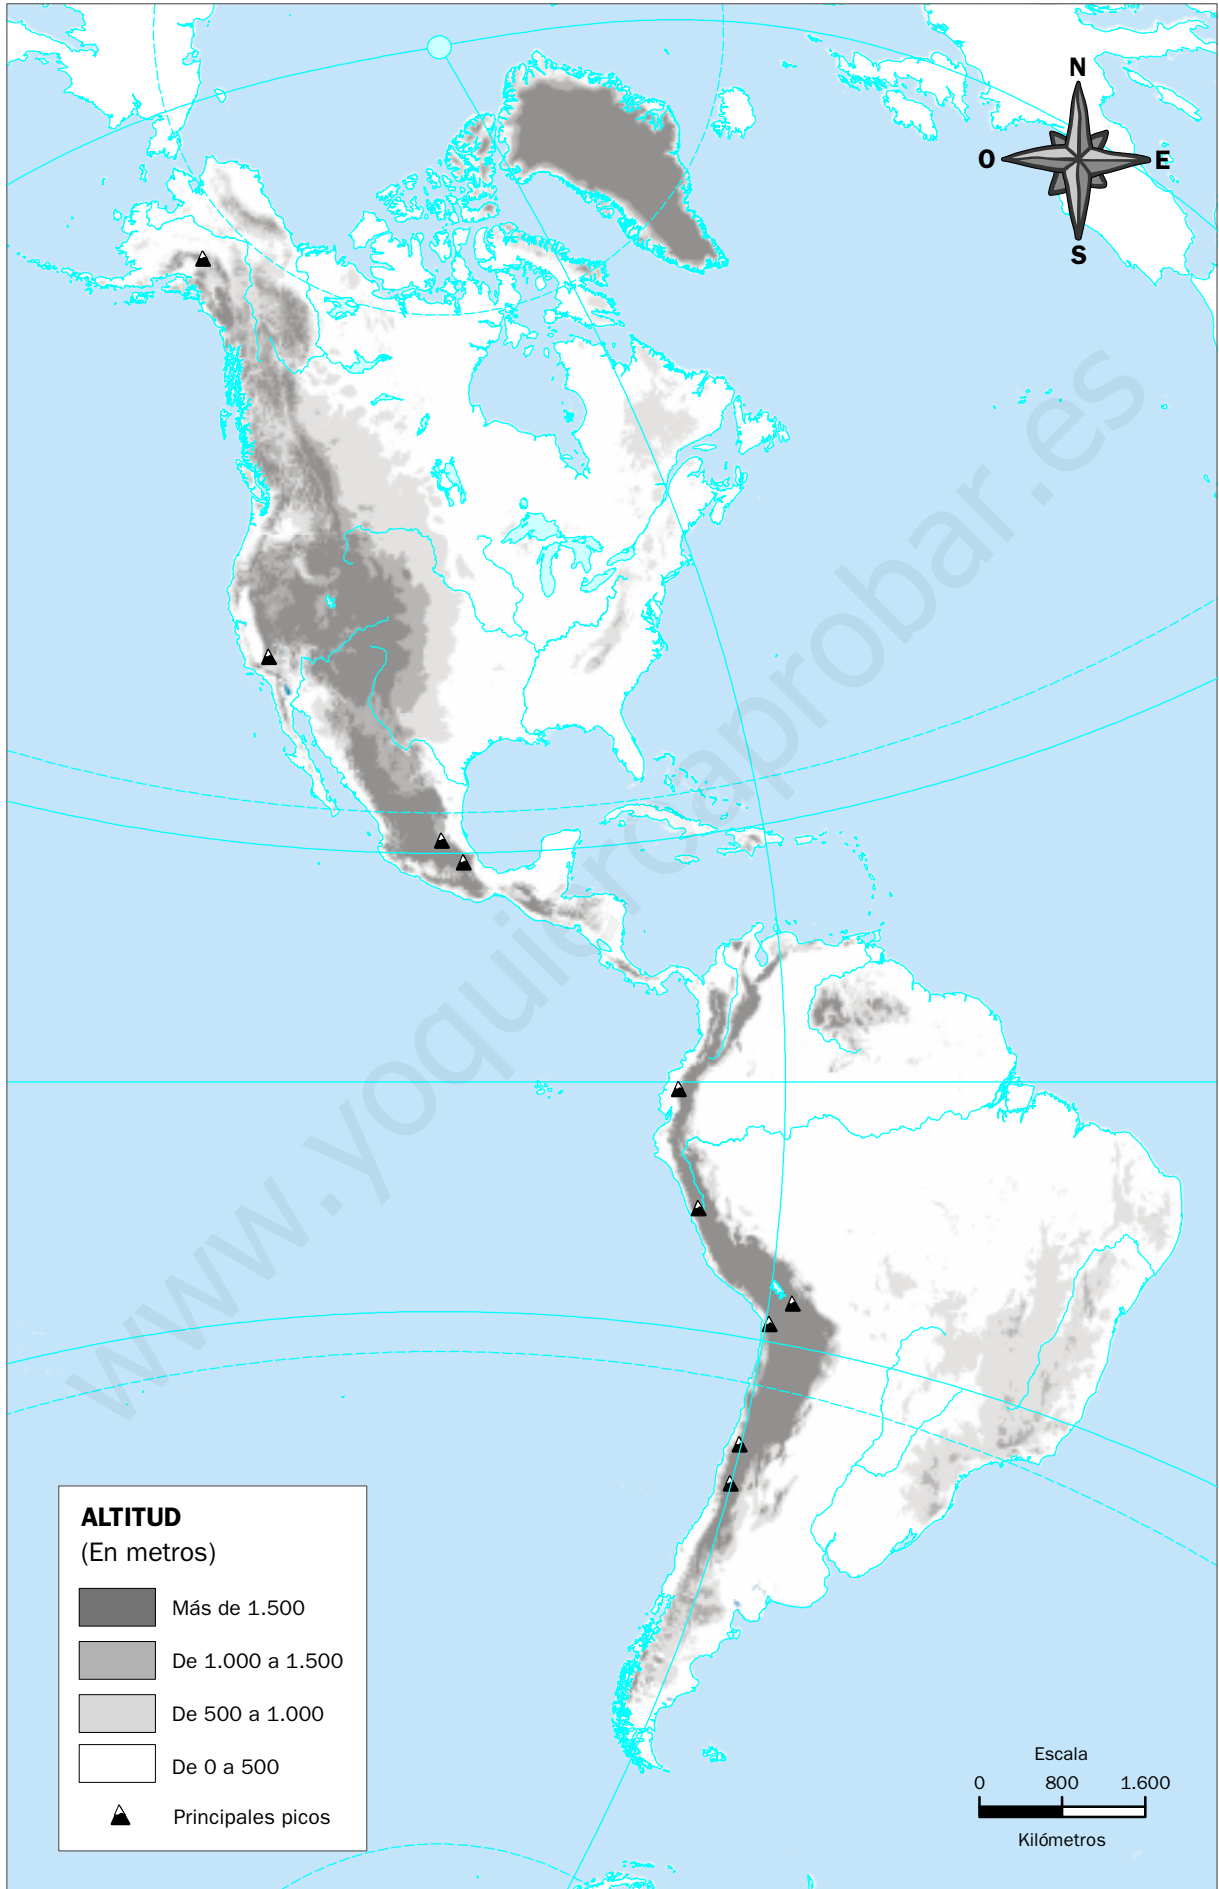 N
O
E
S
www.yoquieroaprobar.es
ALTITUD
(En metros)
Más de 1.500
De 1.000 a 1.500
De 500 a 1.000
De 0 a 500
Principales picos
Escala
0 800 1.600
Kilómetros